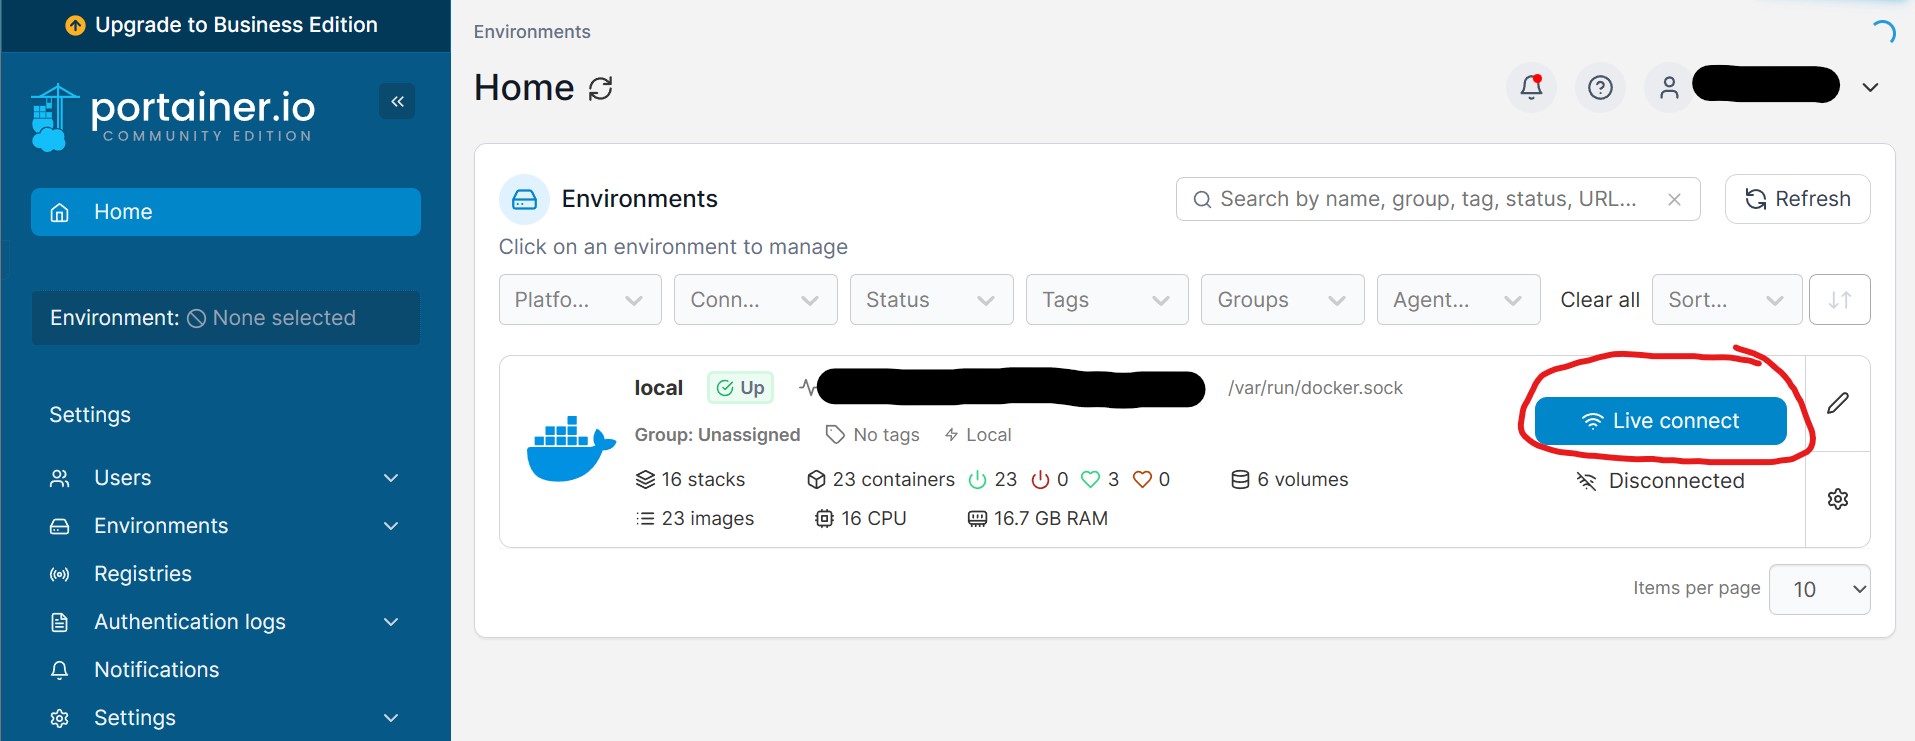 Upgrade to Business Edition
portainer.io
COMMUNITY EDITION
Home
Environment: None selected
Settings
Users
Environments
Registries
Authentication logs
Notifications
Settings
Environments
Home
Environments
Search by name, group, tag, status, URL...
Refresh
Click on an environment to manage
Platfo...
Conn...
Status
Tags
Groups
Agent...
Clear all
Sort...
local
Up
/var/run/docker.sock
Group: Unassigned
No tags
Local
16 stacks
23 containers
23
0
3
0
6 volumes
23 images
16 CPU
16.7 GB RAM
Live connect
Disconnected
Items per page
10